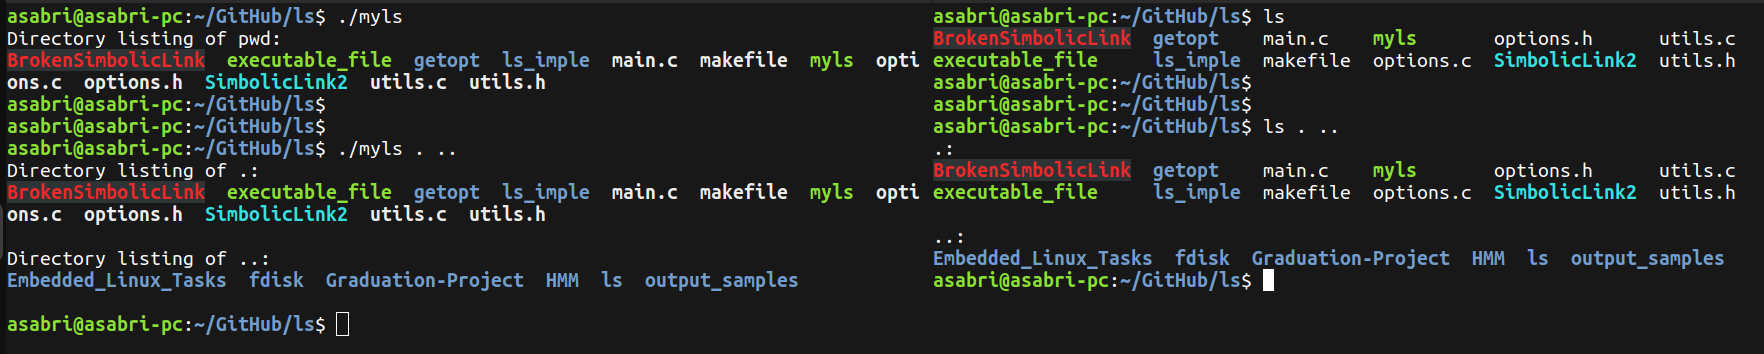 asabri@asabri-pc:~/GitHub/ls$ ./myls
Directory listing of pwd:
BrokenSimbolicLink  executable_file  getopt  ls_imple  main.c  makefile  myls  opti
ons.c  options.h  SimbolicLink2  utils.c  utils.h
asabri@asabri-pc:~/GitHub/ls$
asabri@asabri-pc:~/GitHub/ls$
asabri@asabri-pc:~/GitHub/ls$ ./myls . ..
Directory listing of .:
BrokenSimbolicLink  executable_file  getopt  ls_imple  main.c  makefile  myls  opti
ons.c  options.h  SimbolicLink2  utils.c  utils.h
Directory listing of ..:
Embedded_Linux_Tasks  fdisk  Graduation-Project  HMM  ls  output_samples
asabri@asabri-pc:~/GitHub/ls$
asabri@asabri-pc:~/GitHub/ls$ ls
BrokenSimbolicLink  getopt    main.c    myls       options.h      utils.c
executable_file     ls_imple  makefile  options.c  SimbolicLink2  utils.h
asabri@asabri-pc:~/GitHub/ls$
asabri@asabri-pc:~/GitHub/ls$
asabri@asabri-pc:~/GitHub/ls$ ls . ..
.:
BrokenSimbolicLink  getopt    main.c    myls       options.h      utils.c
executable_file     ls_imple  makefile  options.c  SimbolicLink2  utils.h
..:
Embedded_Linux_Tasks  fdisk  Graduation-Project  HMM  ls  output_samples
asabri@asabri-pc:~/GitHub/ls$